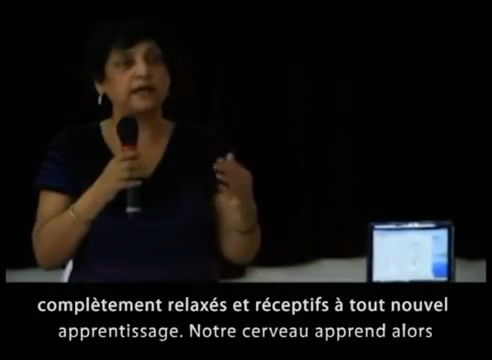 complètement relaxés et réceptifs à tout nouvel
apprentissage. Notre cerveau apprend alors